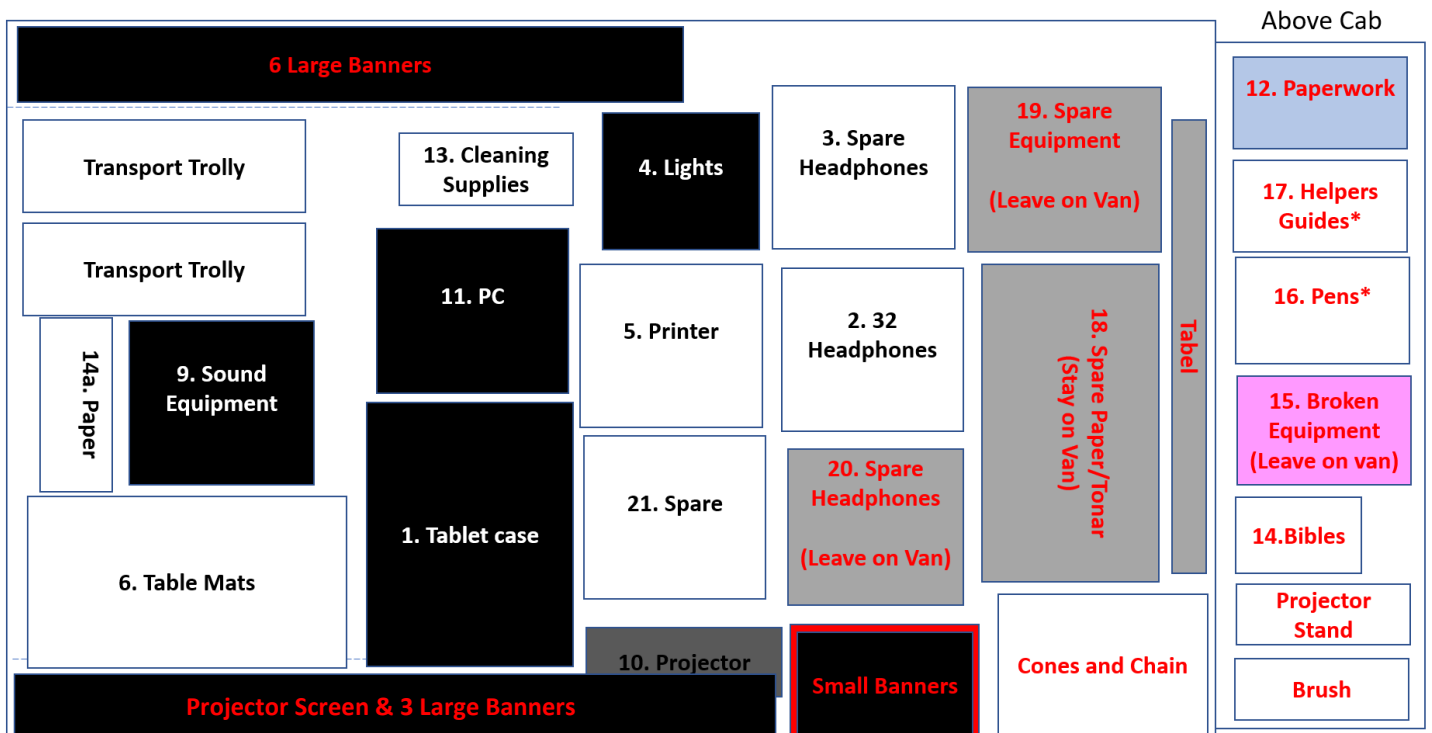 Above Cab
6 Large Banners
12. Paperwork
Transport Trolly
13. Cleaning
Supplies
4. Lights
3. Spare
Headphones
19. Spare
Equipment
(Leave on Van)
17. Helpers
Guides*
Transport Trolly
11. PC
5. Printer
2. 32
Headphones
18. Spare Paper/Tonar
(Stay on Van)
Tabel
16. Pens*
14a. Paper
9. Sound
Equipment
15. Broken
Equipment
(Leave on van)
1. Tablet case
21. Spare
20. Spare
Headphones
(Leave on Van)
14.Bibles
6. Table Mats
Projector
Stand
10. Projector
Small Banners
Cones and Chain
Brush
Projector Screen & 3 Large Banners